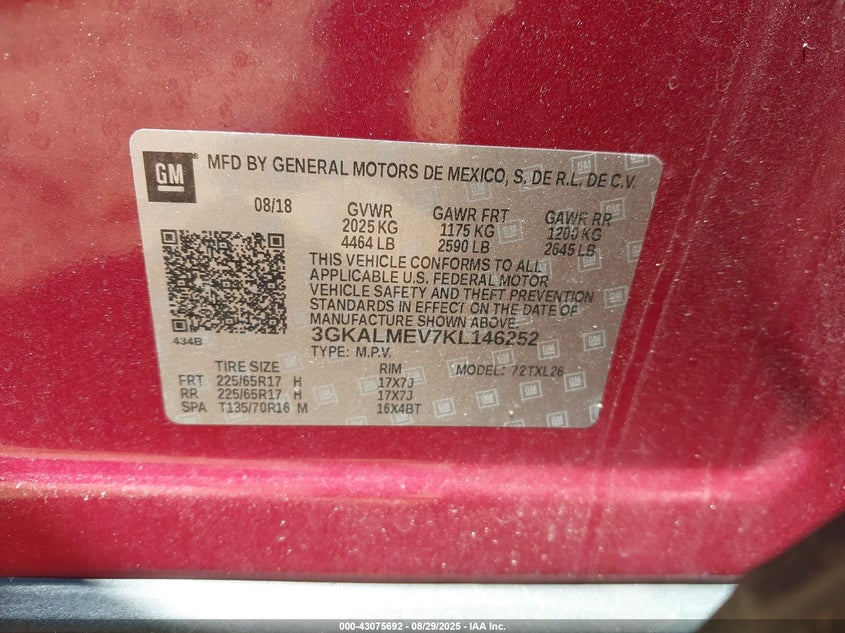 GM
MFD BY GENERAL MOTORS DE MEXICO, S. DE R.L. DE C.V.
08/18 GVWR GAWR FRT GAWR RR
2025 KG 1175 KG 1200 KG
4464 LB 2590 LB 2645 LB
THIS VEHICLE CONFORMS TO ALL
APPLICABLE U.S. FEDERAL MOTOR
VEHICLE SAFETY AND THEFT PREVENTION
STANDARDS IN EFFECT ON THE DATE OF
MANUFACTURE SHOWN ABOVE.
434B 3GKALMEV7KL146252
TYPE: M.P.V. MODEL: 72TXL26
TIRE SIZE RIM
FRT 225/65R17 H 17X7J
RR 225/65R17 H 17X7J
SPA T135/70R16 M 16X4BT
000-43075692 | 08/29/2025 - IAA Inc.